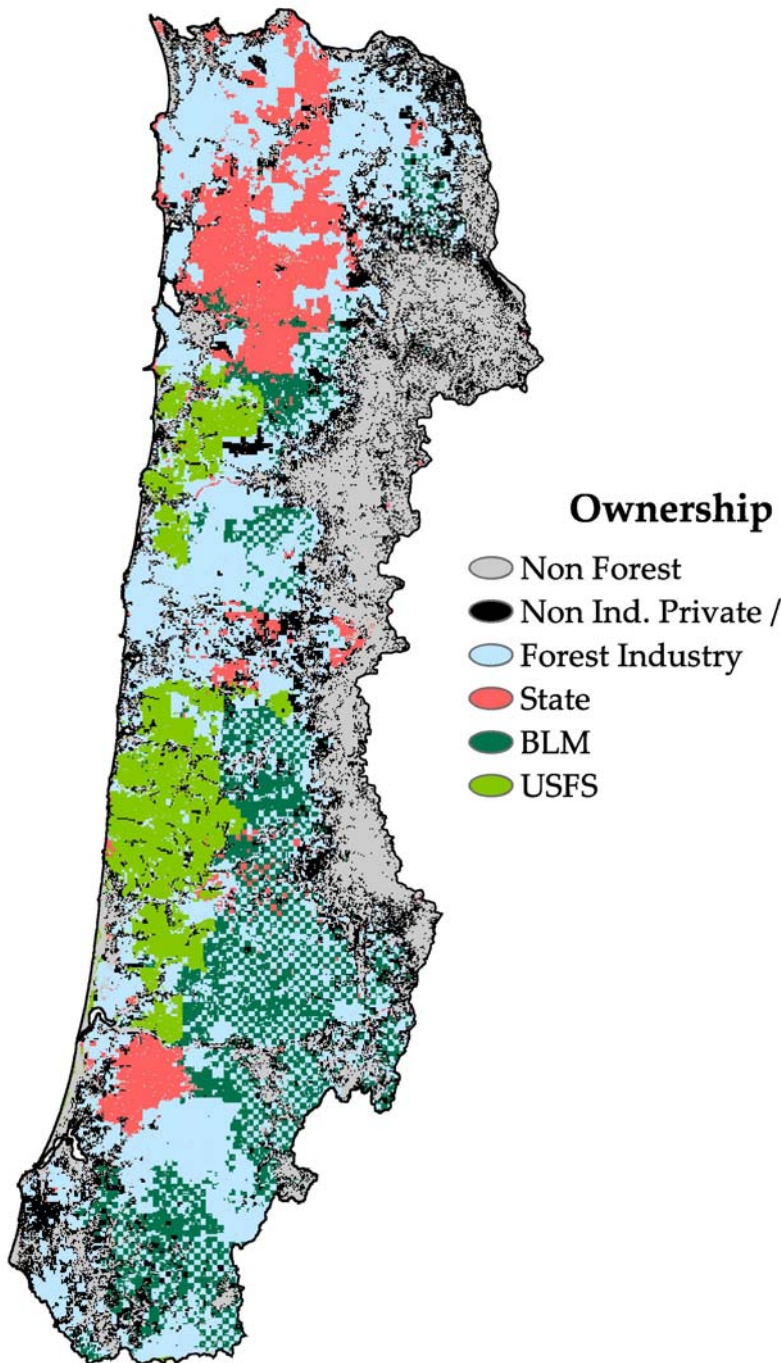 Ownership
Non Forest
Non Ind. Private /
Forest Industry
State
BLM
USFS